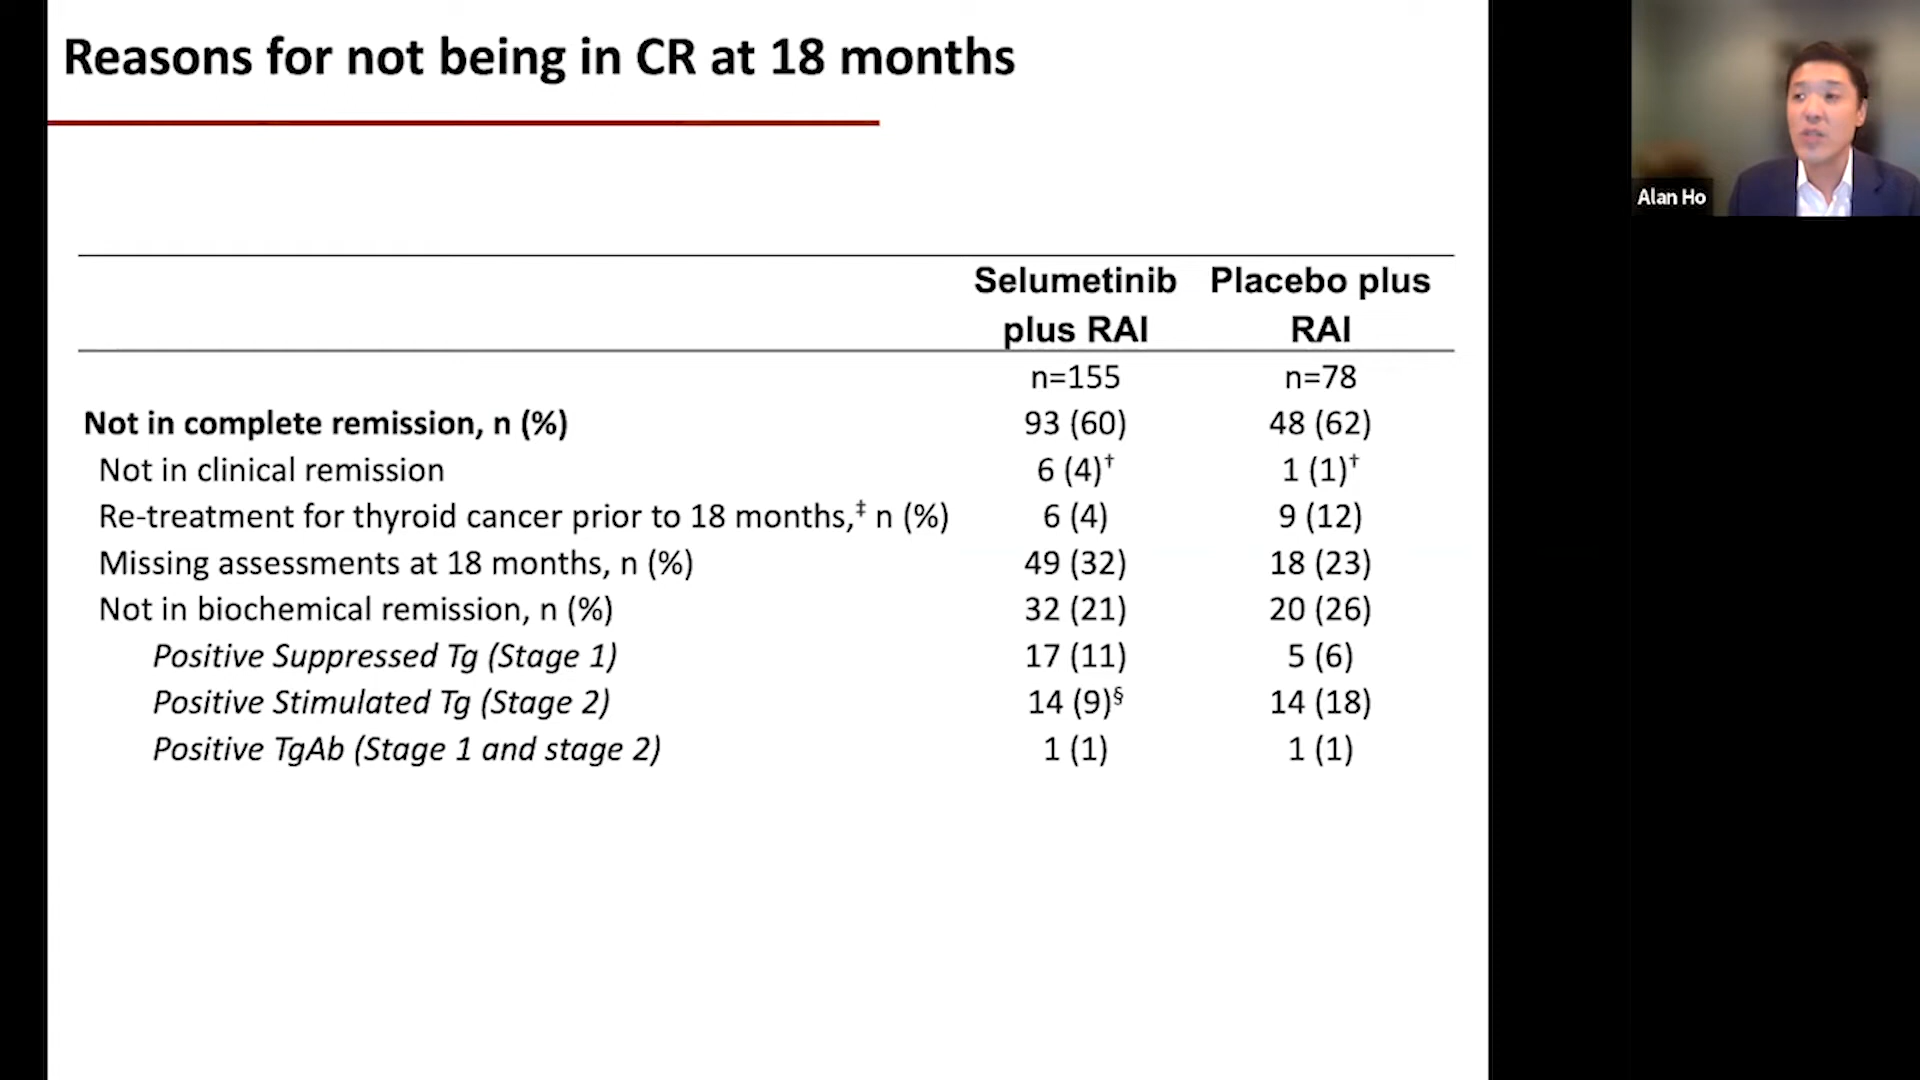 Reasons for not being in CR at 18 months
Alan Ho
Selumetinib plus RAI
Placebo plus RAI
n=155 n=78
Not in complete remission, n (%) 93 (60) 48 (62)
Not in clinical remission 6 (4)† 1 (1)†
Re-treatment for thyroid cancer prior to 18 months,‡ n (%) 6 (4) 9 (12)
Missing assessments at 18 months, n (%) 49 (32) 18 (23)
Not in biochemical remission, n (%) 32 (21) 20 (26)
Positive Suppressed Tg (Stage 1) 17 (11) 5 (6)
Positive Stimulated Tg (Stage 2) 14 (9)§ 14 (18)
Positive TgAb (Stage 1 and stage 2) 1 (1) 1 (1)